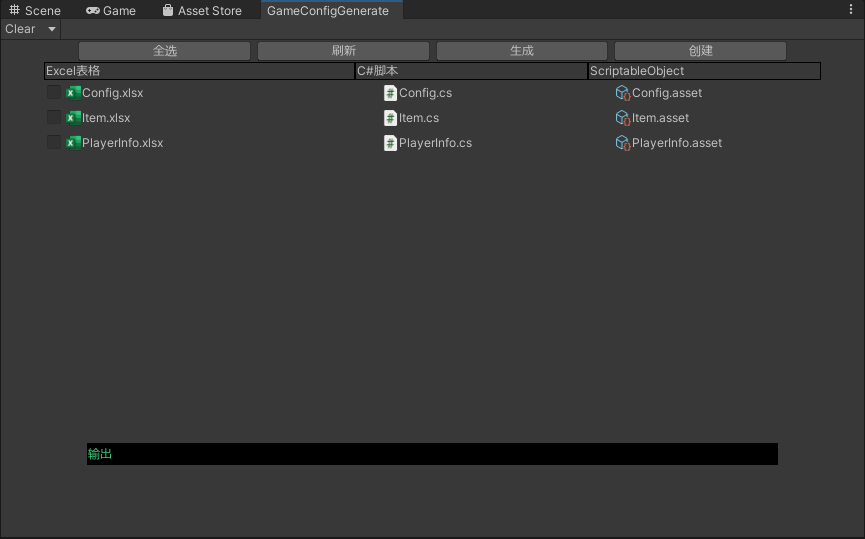 Scene Game Asset Store GameConfigGenerate
Clear
全选 刷新 生成 创建
Excel表格 C#脚本 ScriptableObject
Config.xlsx Config.cs Config.asset
Item.xlsx Item.cs Item.asset
PlayerInfo.xlsx PlayerInfo.cs PlayerInfo.asset
输出